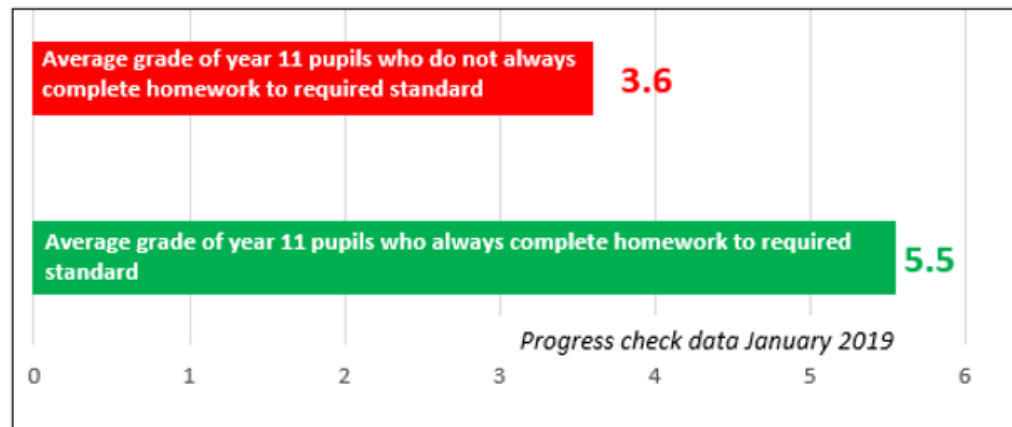 Average grade of year 11 pupils who do not always
complete homework to required standard
3.6
Average grade of year 11 pupils who always complete homework to required
standard
5.5
Progress check data January 2019
0 1 2 3 4 5 6